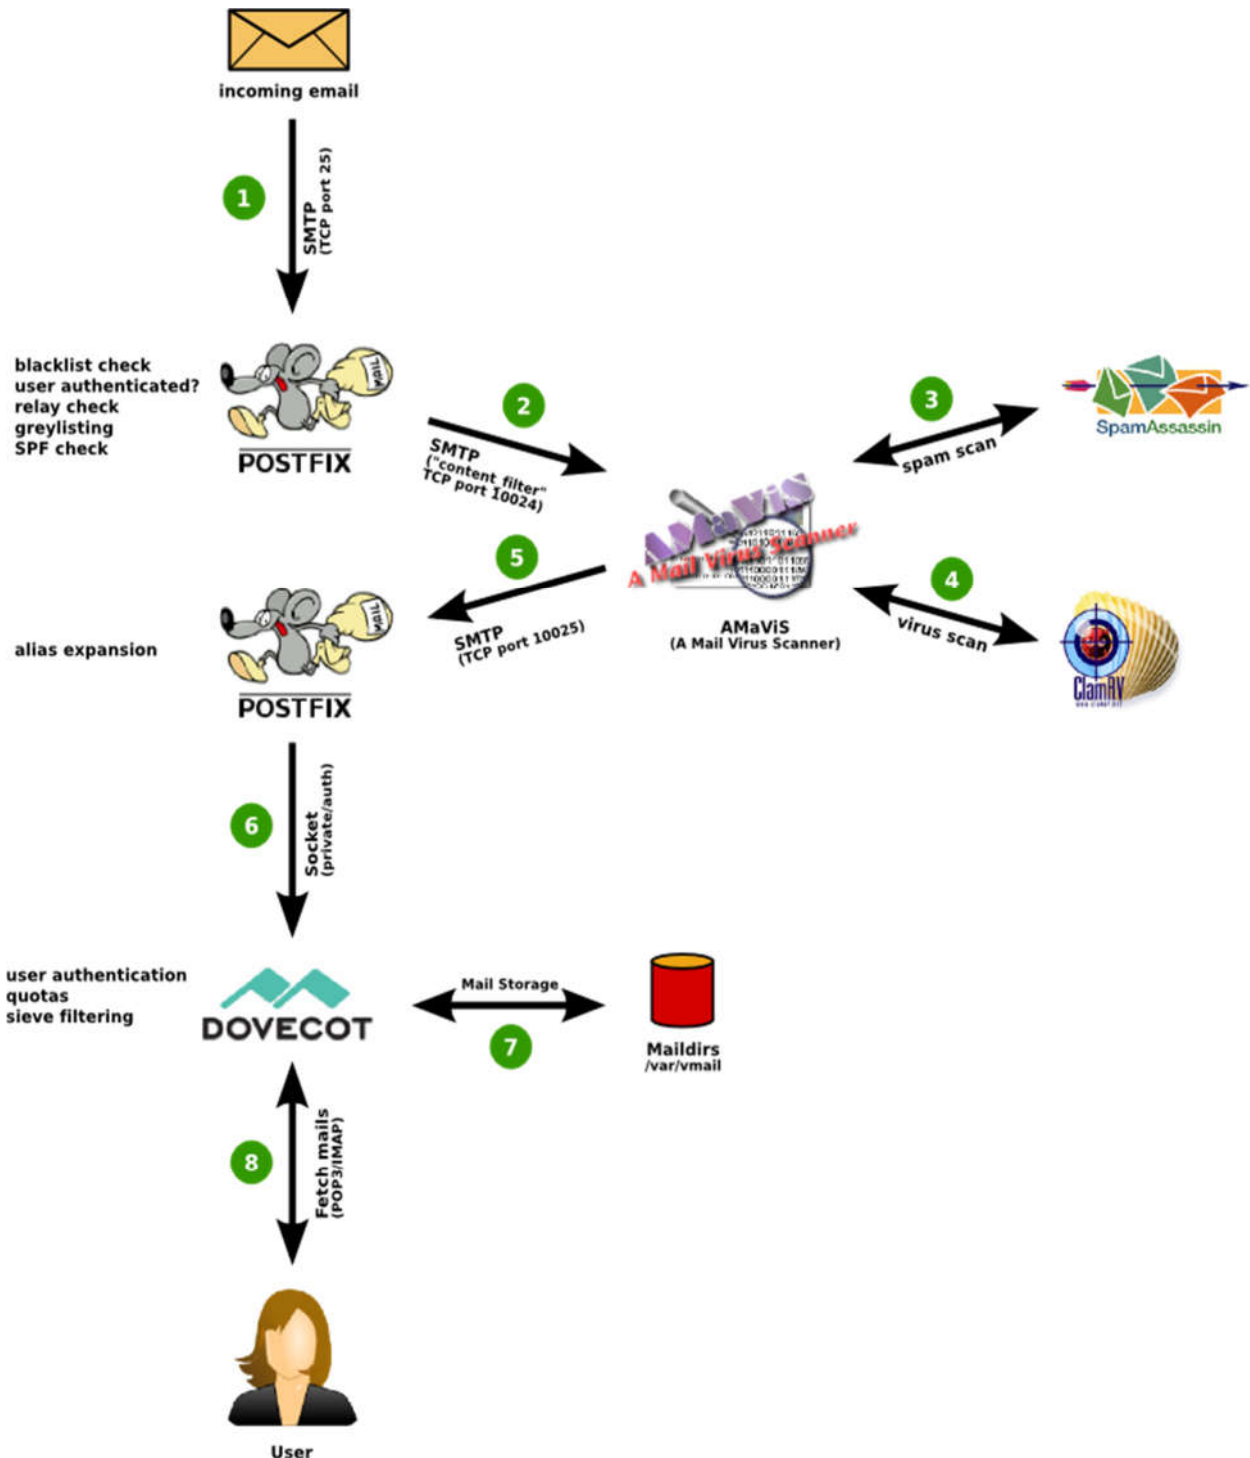 incoming email
1
SMTP
(TCP port 25)
blacklist check
user authenticated?
relay check
greylisting
SPF check
MAIL
POSTFIX
2
SMTP
("content_filter"
TCP port 10024)
3
spam scan
SpamAssassin
AMaViS
A Mail Virus Scanner
AMaViS
(A Mail Virus Scanner)
4
virus scan
ClamAV
5
SMTP
(TCP port 10025)
alias expansion
MAIL
POSTFIX
6
Socket
(private/auth)
user authentication
quotas
sieve filtering
DOVECOT
Mail Storage
7
Maildirs
/var/vmail
8
Fetch mails
(POP3/IMAP)
User